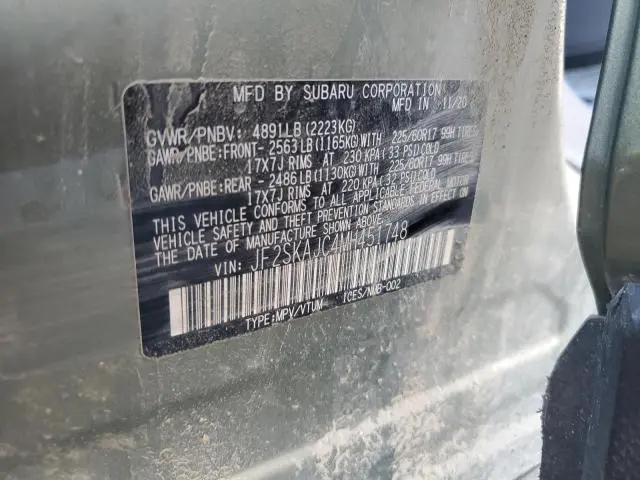 MFD BY SUBARU CORPORATION
MFD IN 11/20
GVWR/PNBV: 4891LB (2223KG)
GAWR/PNBE:FRONT- 2563LB(1165KG)WITH 225/60R17 99H TIRES
17X7J RIMS AT 230 KPA(33 PSI)COLD
GAWR/PNBE:REAR - 2486LB(1130KG)WITH 225/60R17 99H TIRES
17X7J RIMS AT 220 KPA(32 PSI)COLD
THIS VEHICLE CONFORMS TO ALL APPLICABLE FEDERAL MOTOR
VEHICLE SAFETY AND THEFT PREVENTION STANDARDS IN EFFECT ON
THE DATE OF MANUFACTURE SHOWN ABOVE.
VIN: JF2SKAJC4MH451748
TYPE:MPV/VTUM ICES/NMB-002